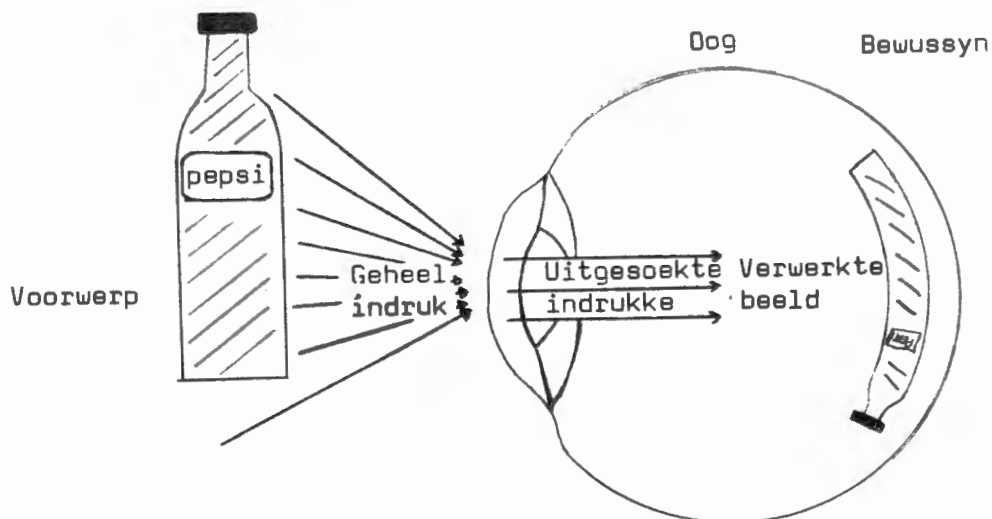 Oog
Bewussyn
pepsi
Voorwerp
Geheel
indruk
Uitgesoekte
indrukke
Verwerkte
beeld